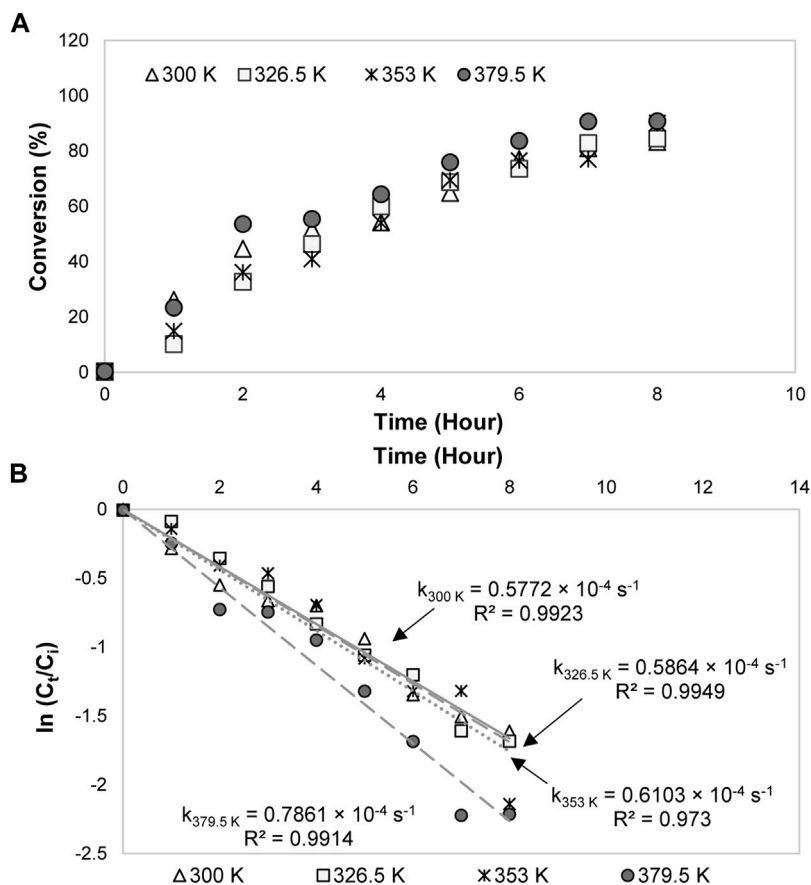 A
120
100
80
60
40
20
0
Conversion (%)
300 K 326.5 K 353 K 379.5 K
0 2 4 6 8 10
Time (Hour)
B
Time (Hour)
0 2 4 6 8 10 12 14
0
-0.5
-1
-1.5
-2
-2.5
ln (Cₜ/Cᵢ)
k300 K = 0.5772 × 10⁻⁴ s⁻¹
R² = 0.9923
k326.5 K = 0.5864 × 10⁻⁴ s⁻¹
R² = 0.9949
k353 K = 0.6103 × 10⁻⁴ s⁻¹
R² = 0.973
k379.5 K = 0.7861 × 10⁻⁴ s⁻¹
R² = 0.9914
300 K 326.5 K 353 K 379.5 K